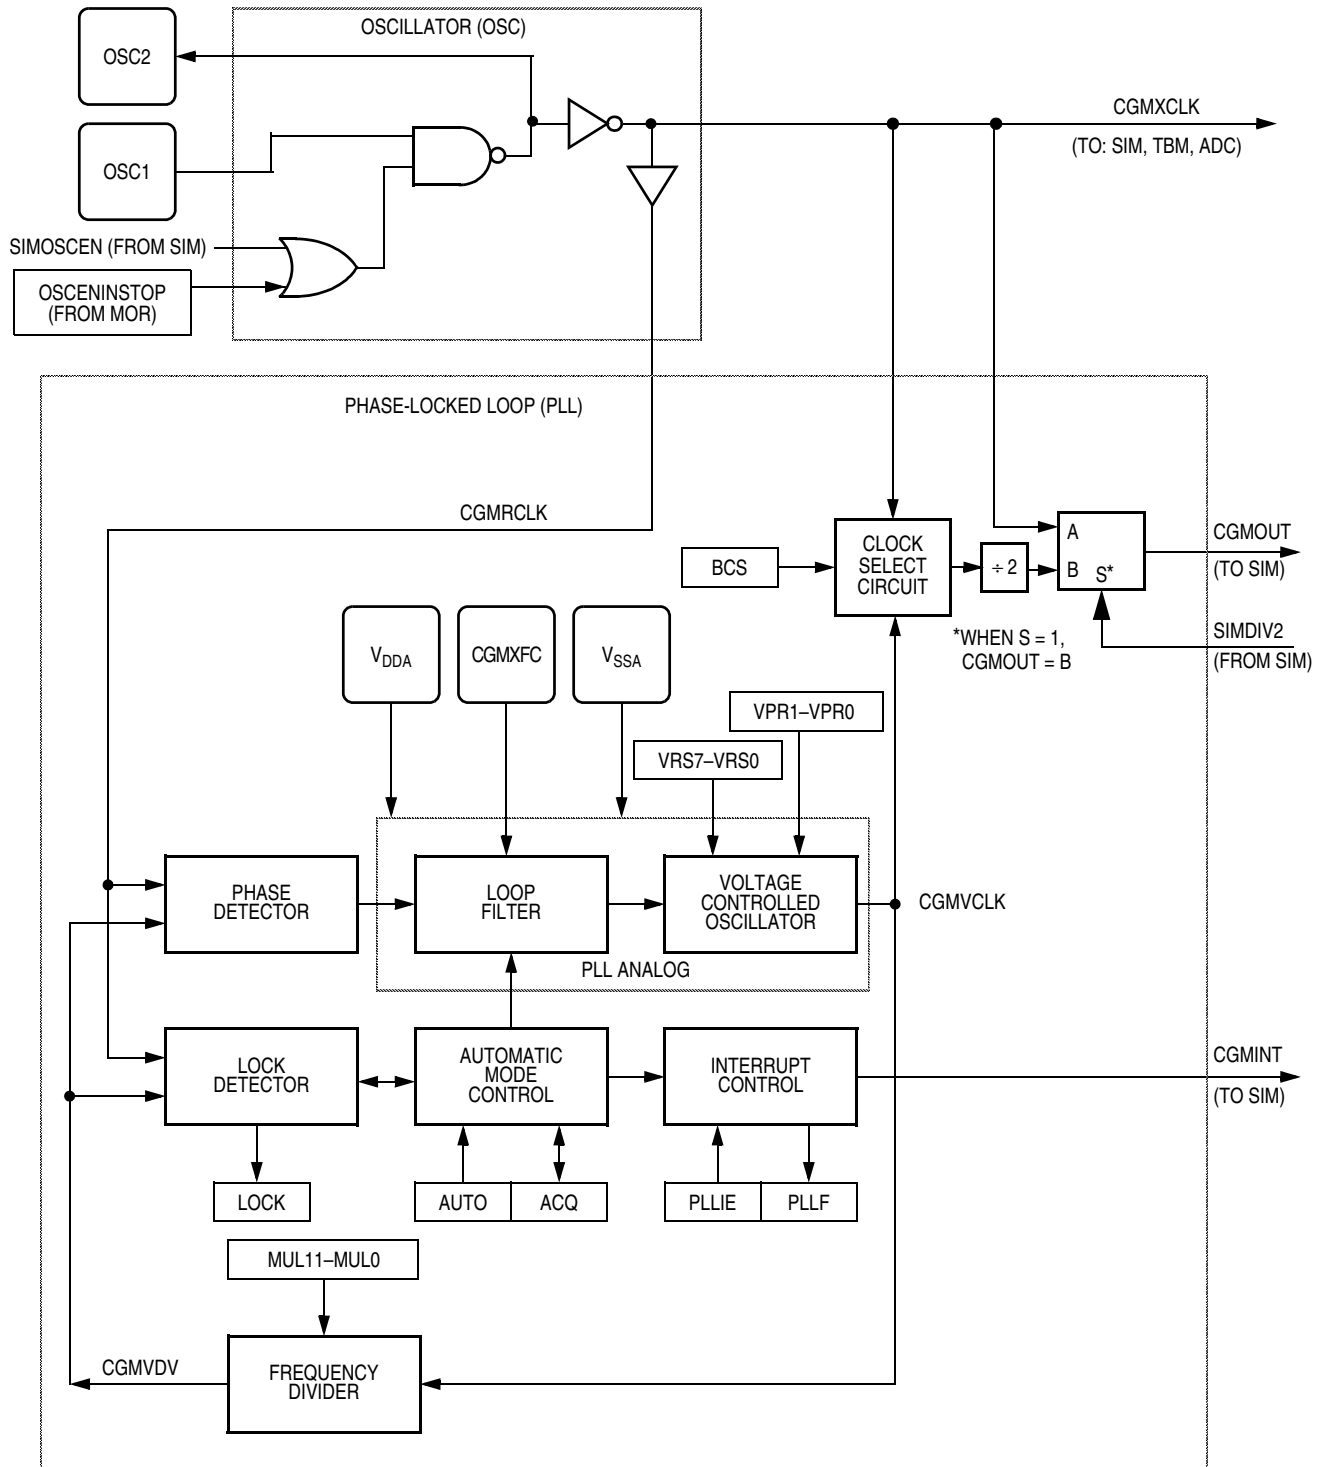 OSCILLATOR (OSC)
OSC2
CGMXCLK
(TO: SIM, TBM, ADC)
OSC1
SIMOSCEN (FROM SIM)
OSCENINSTOP
(FROM MOR)
PHASE-LOCKED LOOP (PLL)
CGMRCLK
BCS
CLOCK
SELECT
CIRCUIT
÷ 2
A
B
S*
CGMOUT
(TO SIM)
*WHEN S = 1,
CGMOUT = B
SIMDIV2
(FROM SIM)
VDDA
CGMXFC
VSSA
VPR1–VPR0
VRS7–VRS0
PHASE
DETECTOR
LOOP
FILTER
VOLTAGE
CONTROLLED
OSCILLATOR
CGMVCLK
PLL ANALOG
LOCK
DETECTOR
AUTOMATIC
MODE
CONTROL
INTERRUPT
CONTROL
CGMINT
(TO SIM)
LOCK
AUTO
ACQ
PLLIE
PLLF
MUL11–MUL0
CGMVDV
FREQUENCY
DIVIDER